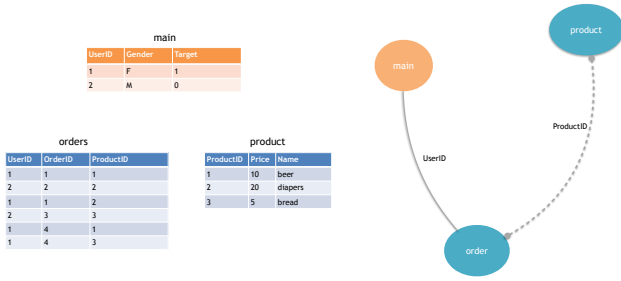 main
UserID Gender Target
1 F 1
2 M 0
orders
UserID OrderID ProductID
1 1 1
2 2 2
1 1 2
2 3 3
1 4 1
1 4 3
product
ProductID Price Name
1 10 beer
2 20 diapers
3 5 bread
product
main
ProductID
UserID
order